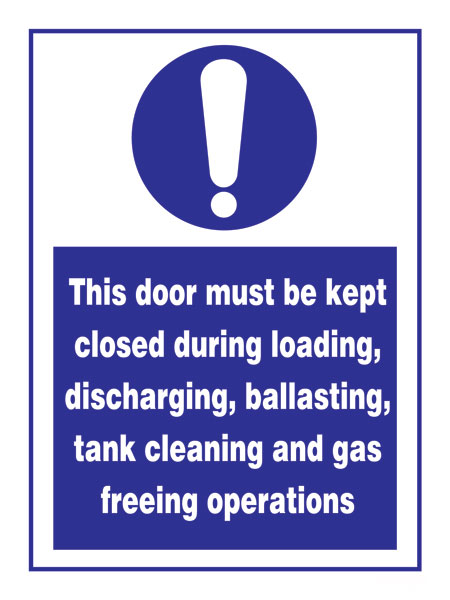 This door must be kept
closed during loading,
discharging, ballasting,
tank cleaning and gas
freeing operations